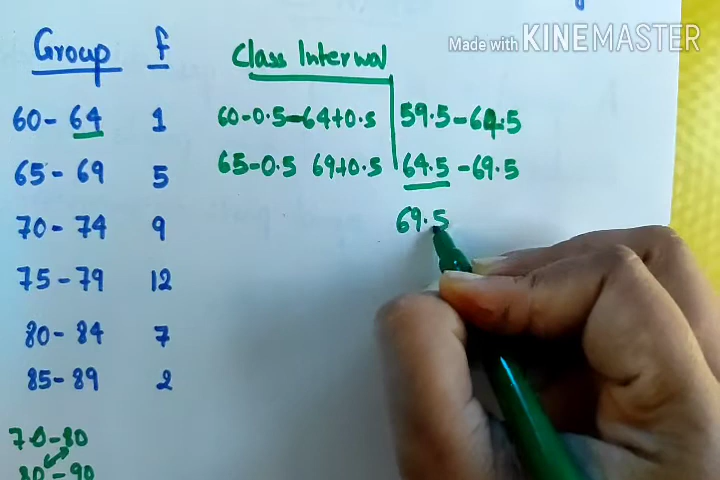 Made with KINEMASTER
Group f Class Interval
60-64 1 60-0.5-64+0.5 59.5-64.5
65-69 5 65-0.5 69+0.5 64.5-69.5
70-74 9 69.5
75-79 12
80-84 7
85-89 2
70-80
80-90